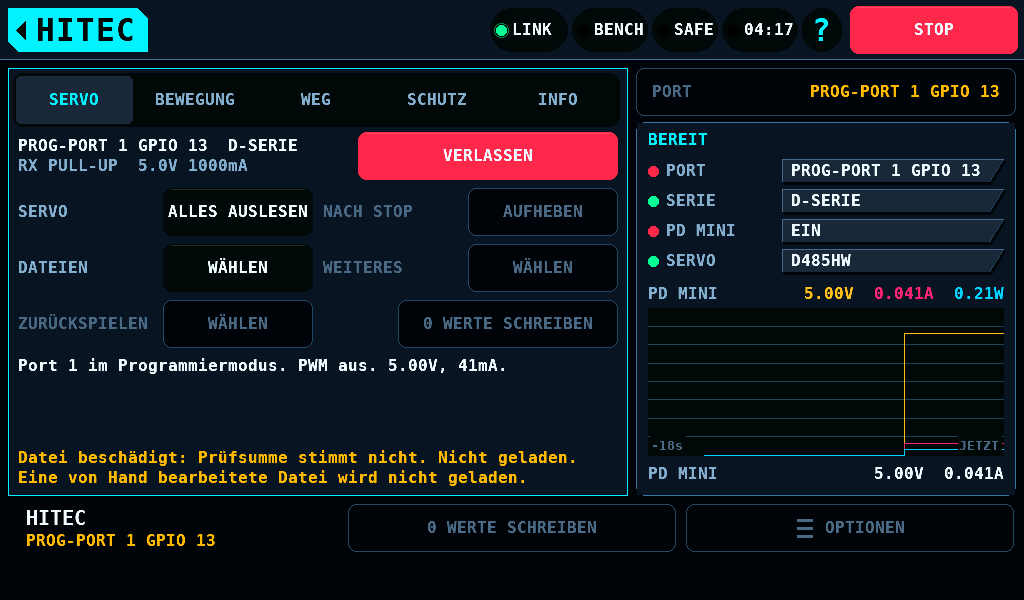 HITEC
LINK
BENCH
SAFE
04:17
?
STOP
SERVO
BEWEGUNG
WEG
SCHUTZ
INFO
PROG-PORT 1 GPIO 13 D-SERIE
RX PULL-UP 5.0V 1000mA
VERLASSEN
SERVO
ALLES AUSLESEN
NACH STOP
AUFHEBEN
DATEIEN
WÄHLEN
WEITERES
WÄHLEN
ZURÜCKSPIELEN
WÄHLEN
0 WERTE SCHREIBEN
Port 1 im Programmiermodus. PWM aus. 5.00V, 41mA.
Datei beschädigt: Prüfsumme stimmt nicht. Nicht geladen.
Eine von Hand bearbeitete Datei wird nicht geladen.
PORT
PROG-PORT 1 GPIO 13
BEREIT
PORT
PROG-PORT 1 GPIO 13
SERIE
D-SERIE
PD MINI
EIN
SERVO
D485HW
PD MINI 5.00V 0.041A 0.21W
-18s
JETZT
PD MINI 5.00V 0.041A
HITEC
PROG-PORT 1 GPIO 13
0 WERTE SCHREIBEN
OPTIONEN